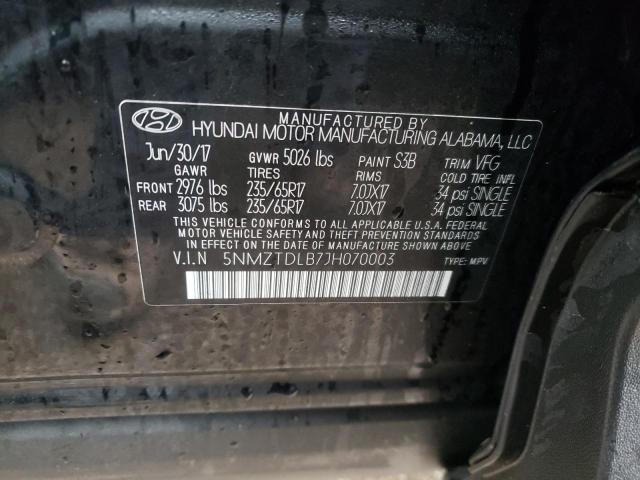 MANUFACTURED BY
HYUNDAI MOTOR MANUFACTURING ALABAMA, LLC
Jun/30/17 GVWR 5026 lbs PAINT S3B TRIM VFG
GAWR TIRES RIMS COLD TIRE INFL
FRONT 2976 lbs 235/65R17 7.0JX17 34 psi SINGLE
REAR 3075 lbs 235/65R17 7.0JX17 34 psi SINGLE
THIS VEHICLE CONFORMS TO ALL APPLICABLE U.S.A. FEDERAL
MOTOR VEHICLE SAFETY AND THEFT PREVENTION STANDARDS
IN EFFECT ON THE DATE OF MANUFACTURE SHOWN ABOVE.
V.I.N 5NMZTDLB7JH070003 TYPE: MPV